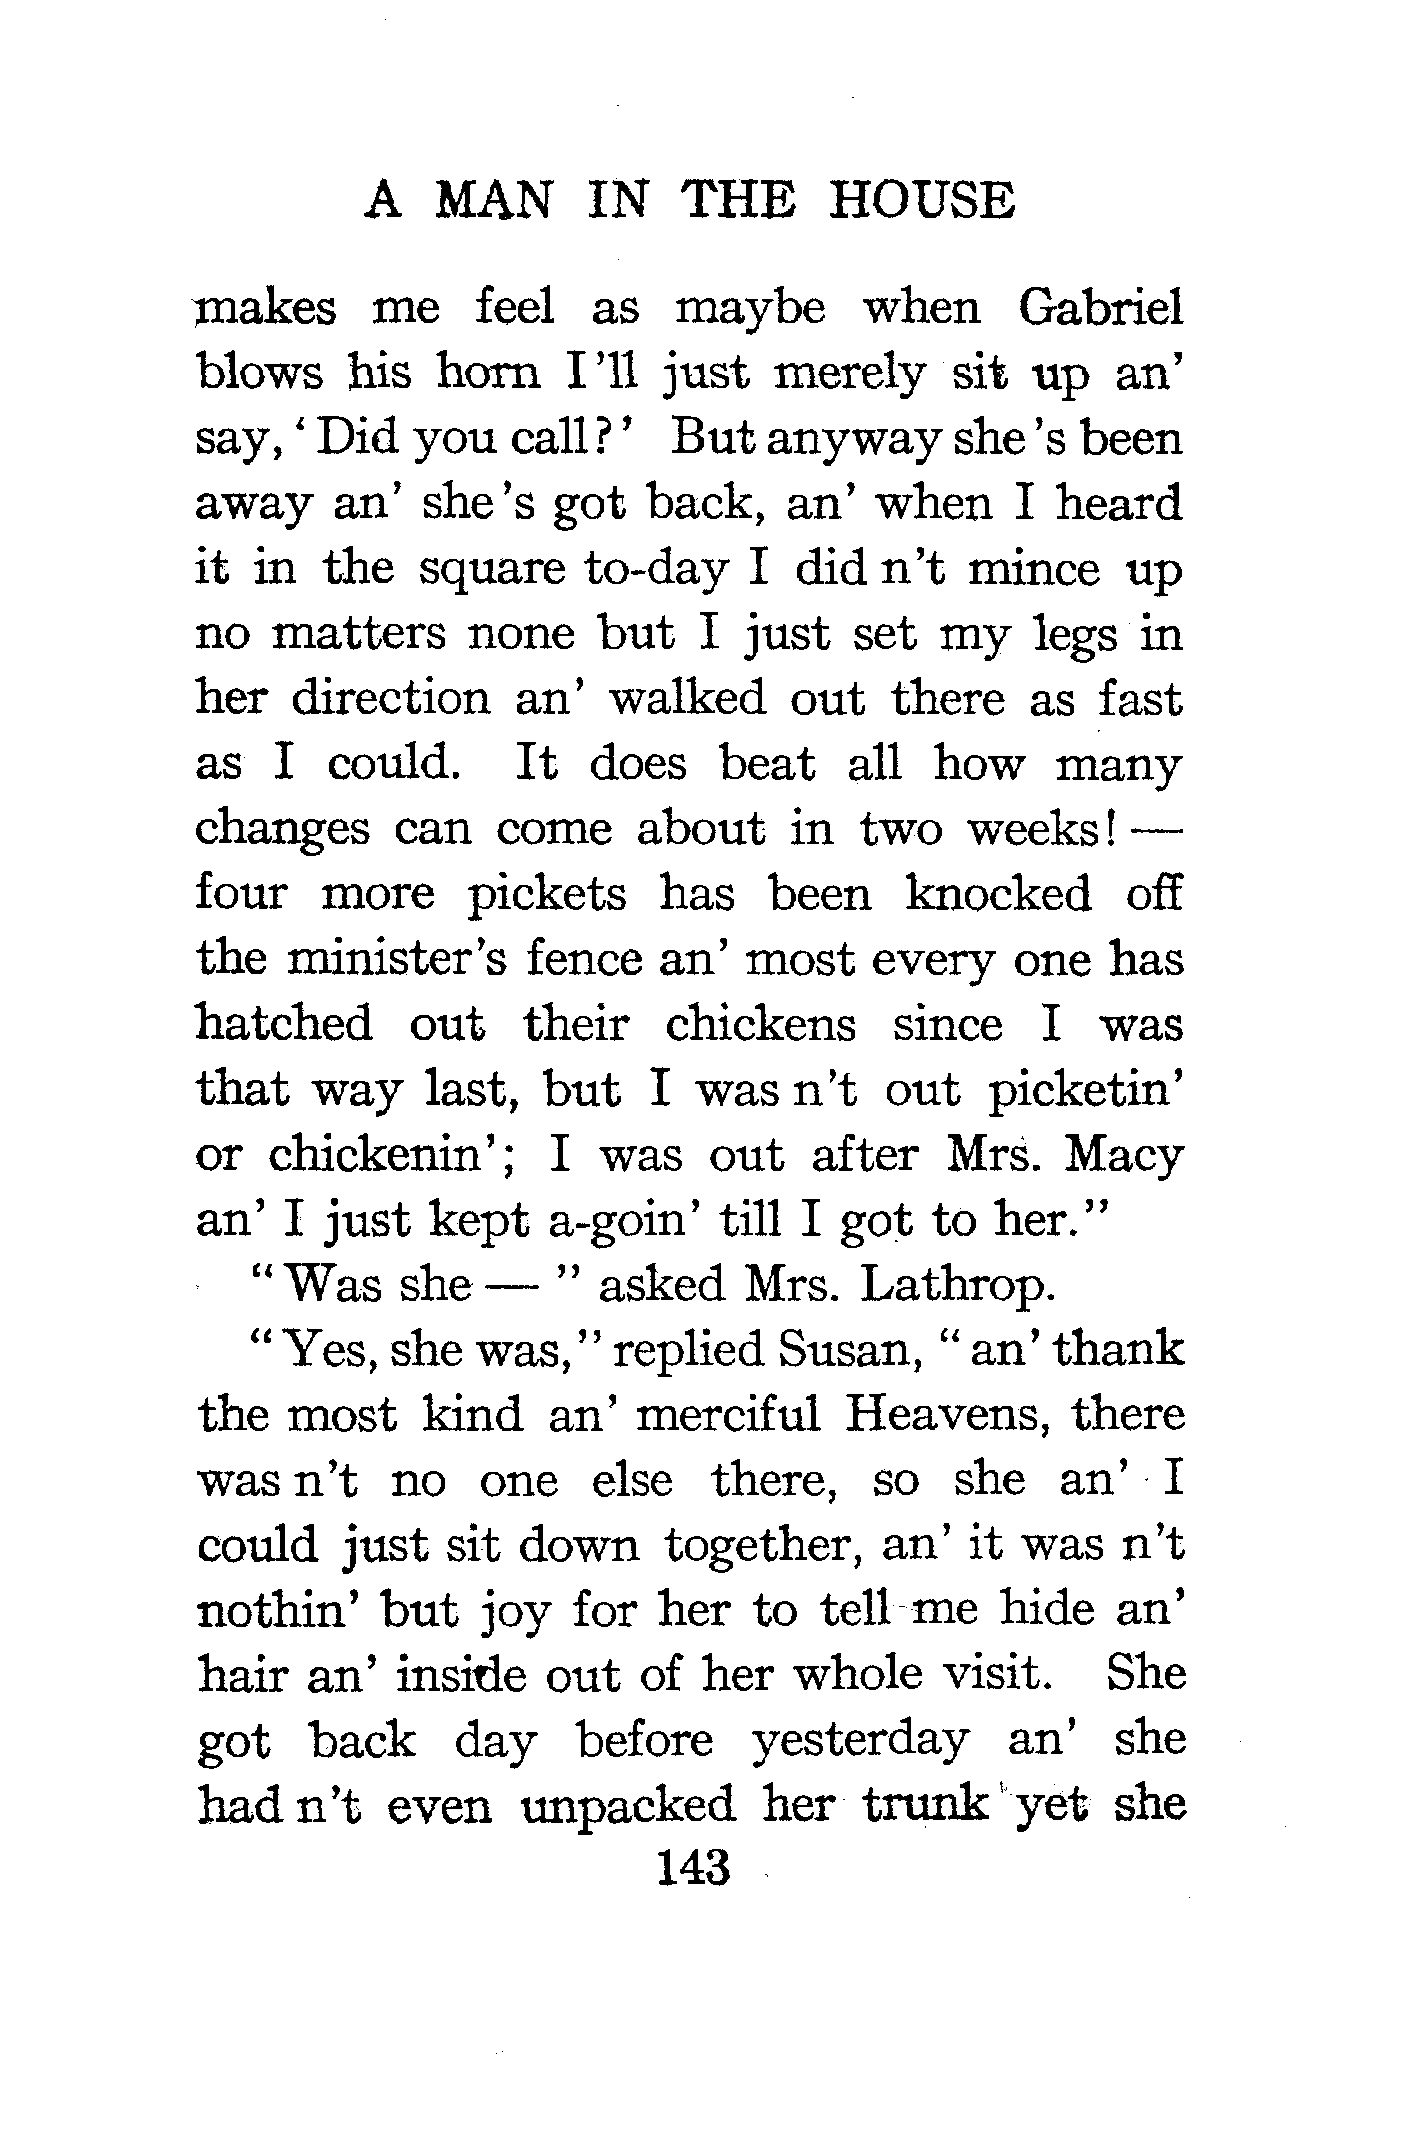 A MAN IN THE HOUSE
makes me feel as maybe when Gabriel
blows his horn I 'll just merely sit up an'
say, ' Did you call? ' But anyway she 's been
away an' she 's got back, an' when I heard
it in the square to-day I did n't mince up
no matters none but I just set my legs in
her direction an' walked out there as fast
as I could. It does beat all how many
changes can come about in two weeks! —
four more pickets has been knocked off
the minister's fence an' most every one has
hatched out their chickens since I was
that way last, but I was n't out picketin'
or chickenin'; I was out after Mrs. Macy
an' I just kept a-goin' till I got to her."
" Was she — " asked Mrs. Lathrop.
" Yes, she was," replied Susan, " an' thank
the most kind an' merciful Heavens, there
was n't no one else there, so she an' I
could just sit down together, an' it was n't
nothin' but joy for her to tell me hide an'
hair an' inside out of her whole visit. She
got back day before yesterday an' she
had n't even unpacked her trunk yet she
143